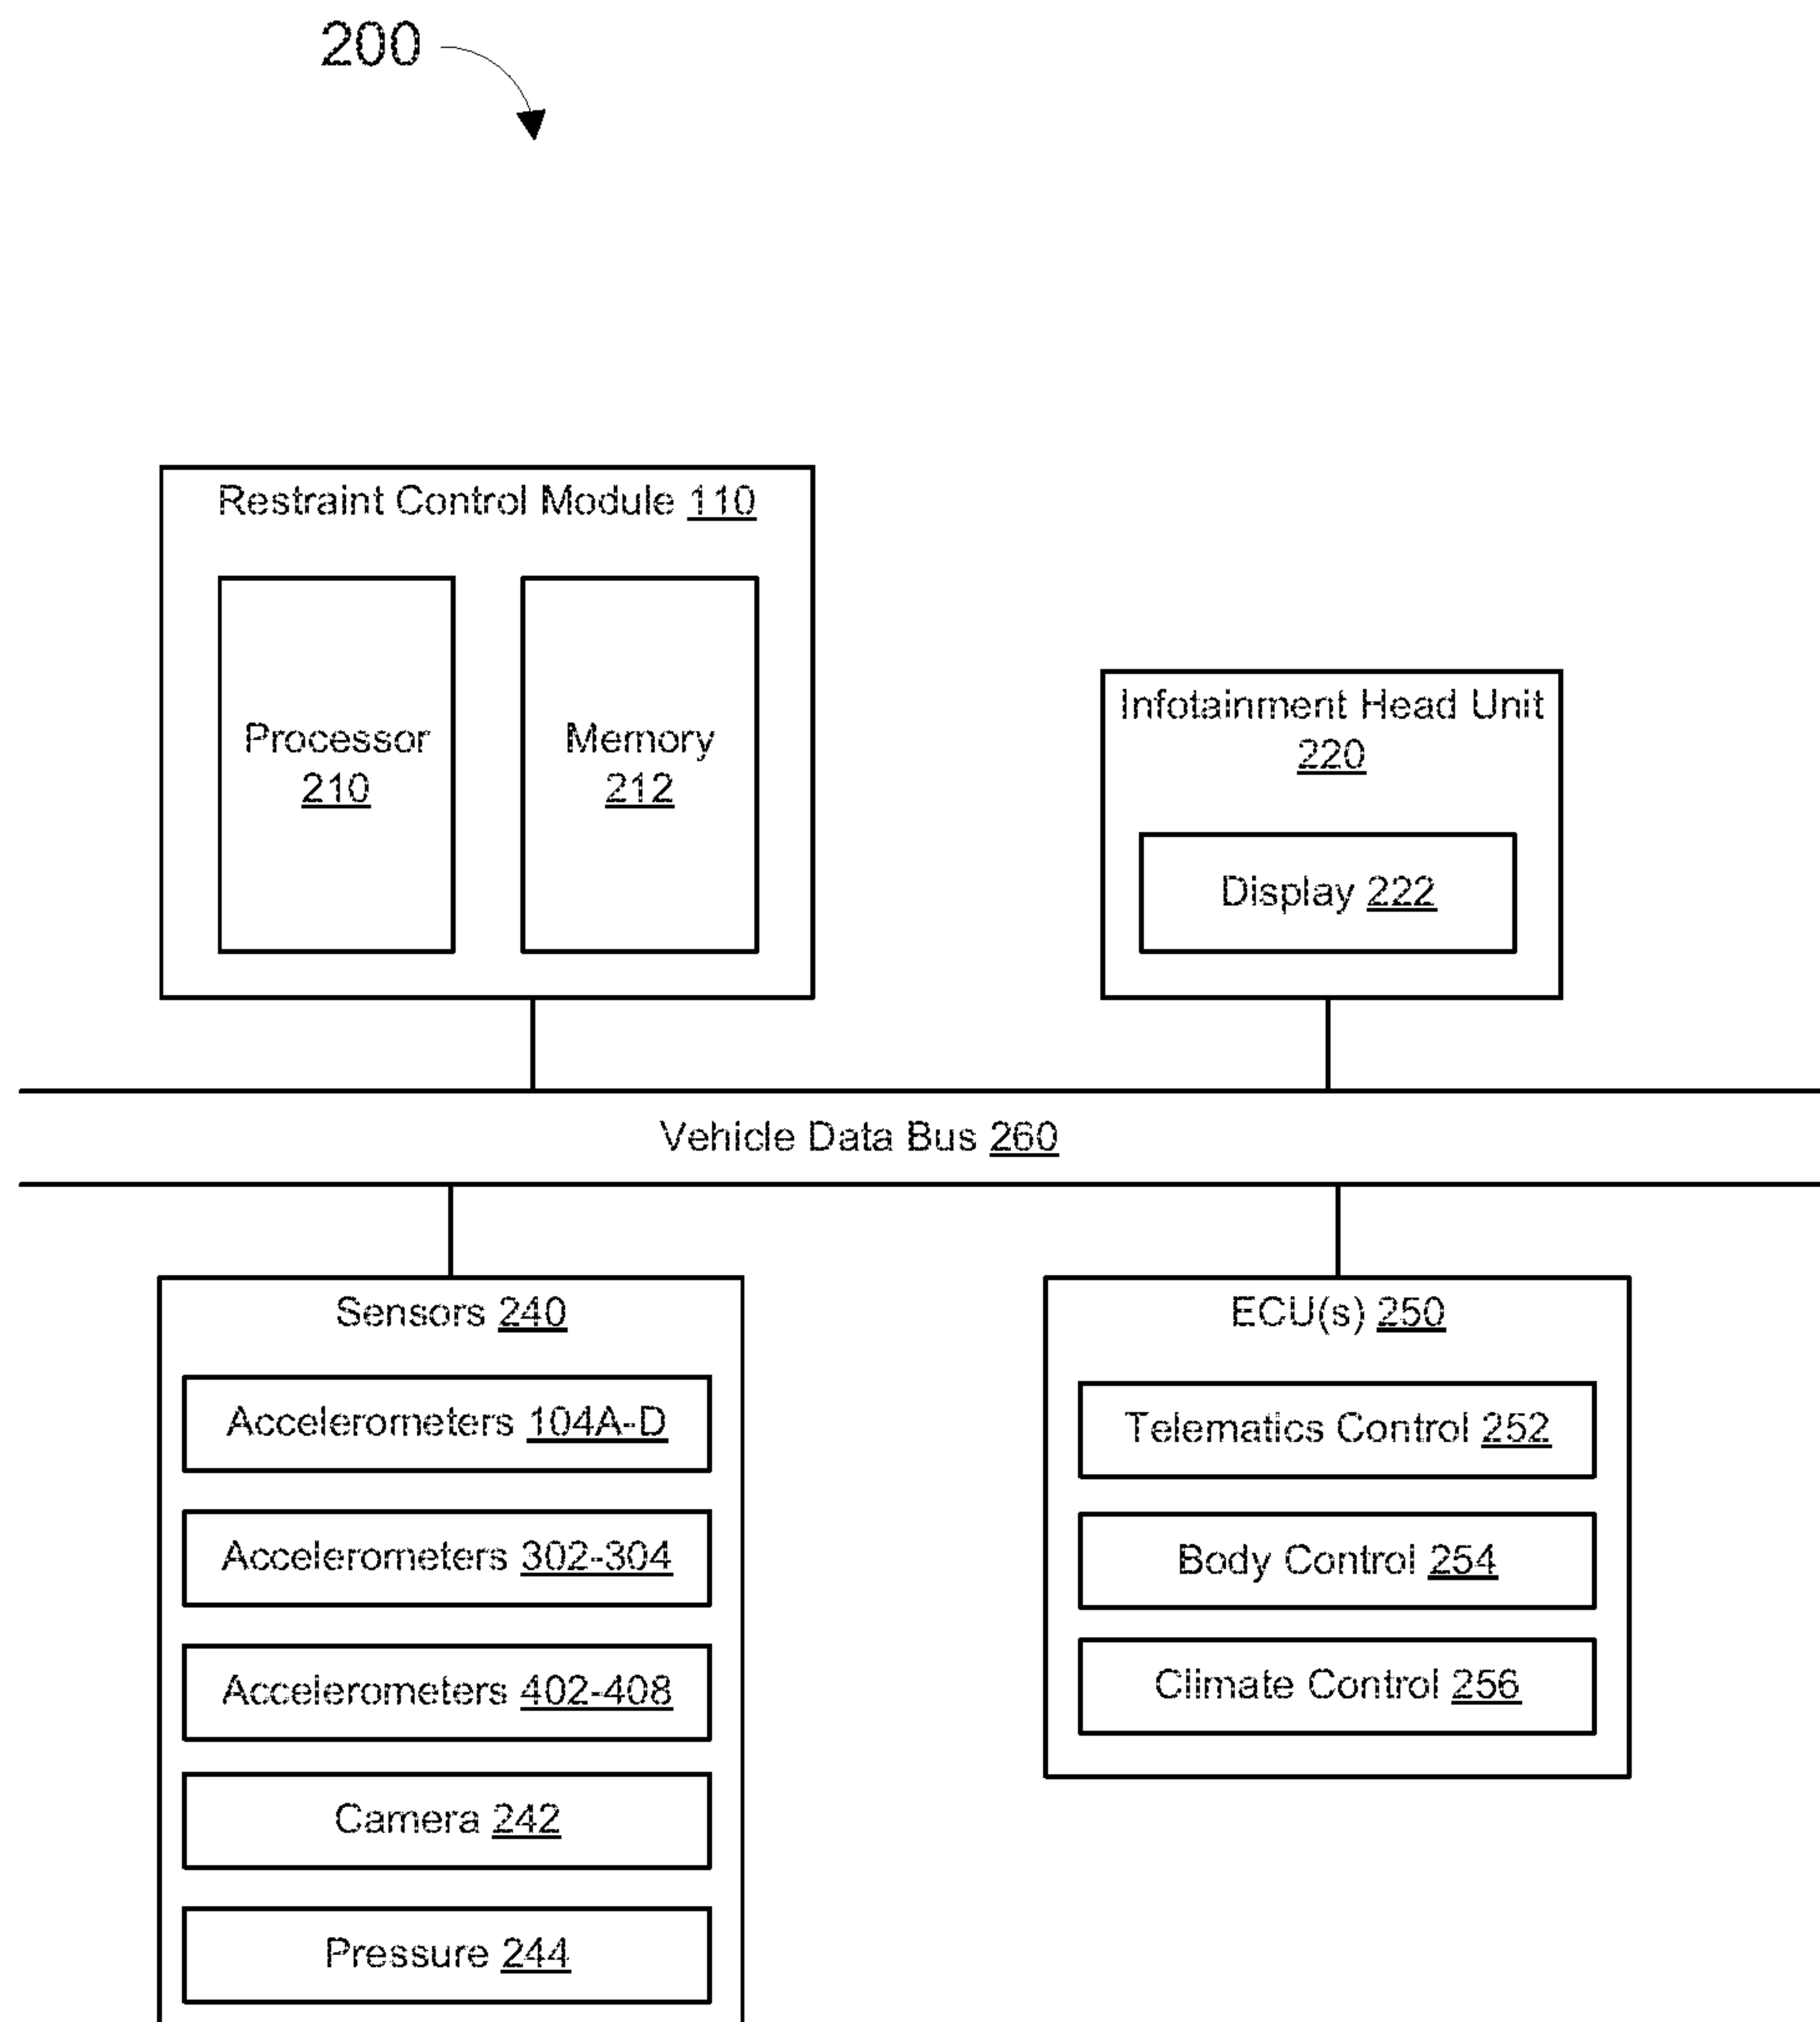 200
Restraint Control Module 110
Processor
210
Memory
212
Infotainment Head Unit
220
Display 222
Vehicle Data Bus 260
Sensors 240
Accelerometers 104A-D
Accelerometers 302-304
Accelerometers 402-408
Camera 242
Pressure 244
ECU(s) 250
Telematics Control 252
Body Control 254
Climate Control 256